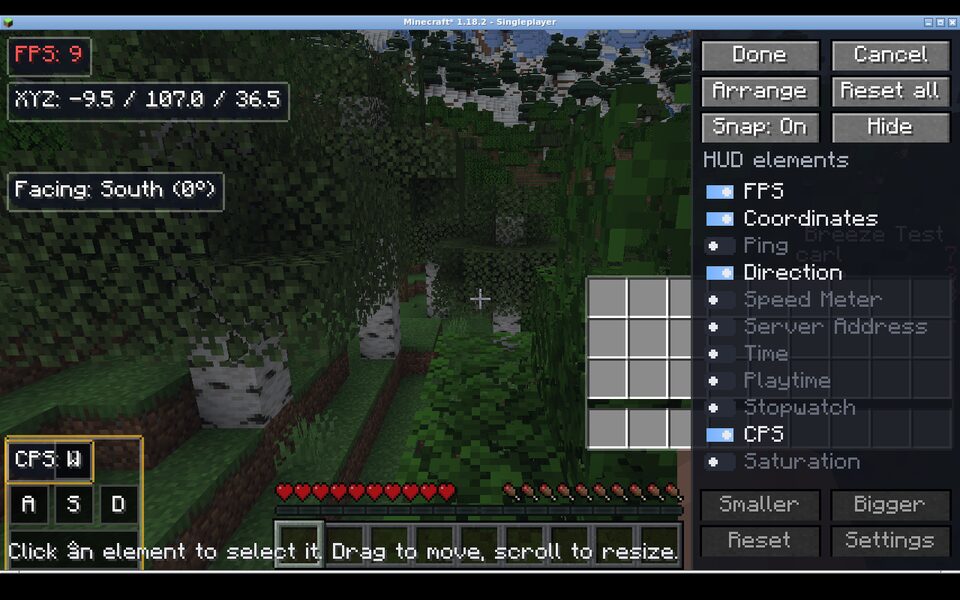 Minecraft* 1.18.2 - Singleplayer
FPS: 9
XYZ: -9.5 / 107.0 / 36.5
Facing: South (0°)
Done
Cancel
Arrange
Reset all
Snap: On
Hide
HUD elements
FPS
Coordinates
Breeze Test
Ping
carl
Direction
Speed Meter
Server Address
Time
Playtime
Stopwatch
CPS
Saturation
CPS: W
A S D
Smaller
Bigger
Reset
Settings
Click an element to select it. Drag to move, scroll to resize.